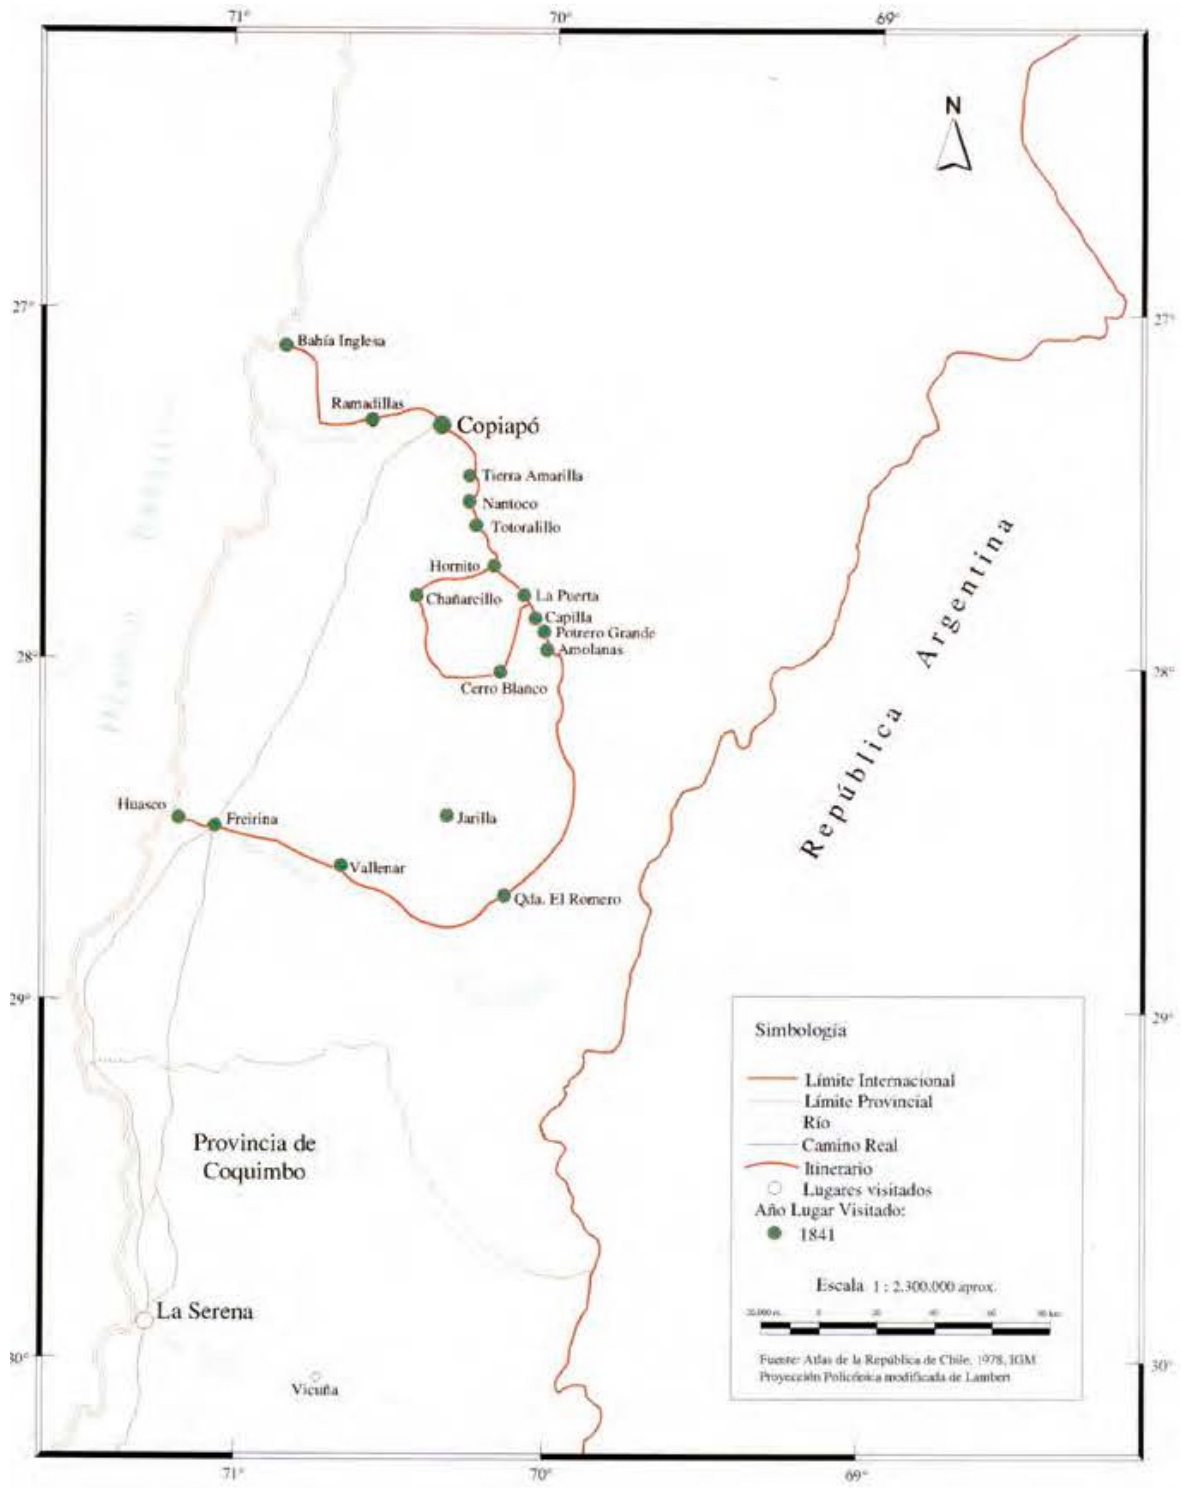 71°
70°
69°
N
27°
27°
Bahía Inglesa
Ramadillas
Copiapó
Tierra Amarilla
Nantoco
Totoralillo
Hornito
La Puerta
Chañarcillo
Capilla
Potrero Grande
Amolanas
28°
28°
Cerro Blanco
República Argentina
Huasco
Freirina
Jarilla
Vallenar
Qda. El Romero
29°
29°
Simbología
Límite Internacional
Límite Provincial
Río
Camino Real
Itinerario
Lugares visitados
Año Lugar Visitado:
1841
Provincia de
Coquimbo
Escala 1 : 2.300.000 aprox.
La Serena
Fuente: Atlas de la República de Chile, 1978, IGM
Proyección Policónica modificada de Lambert
30°
30°
Vicuña
71°
70°
69°